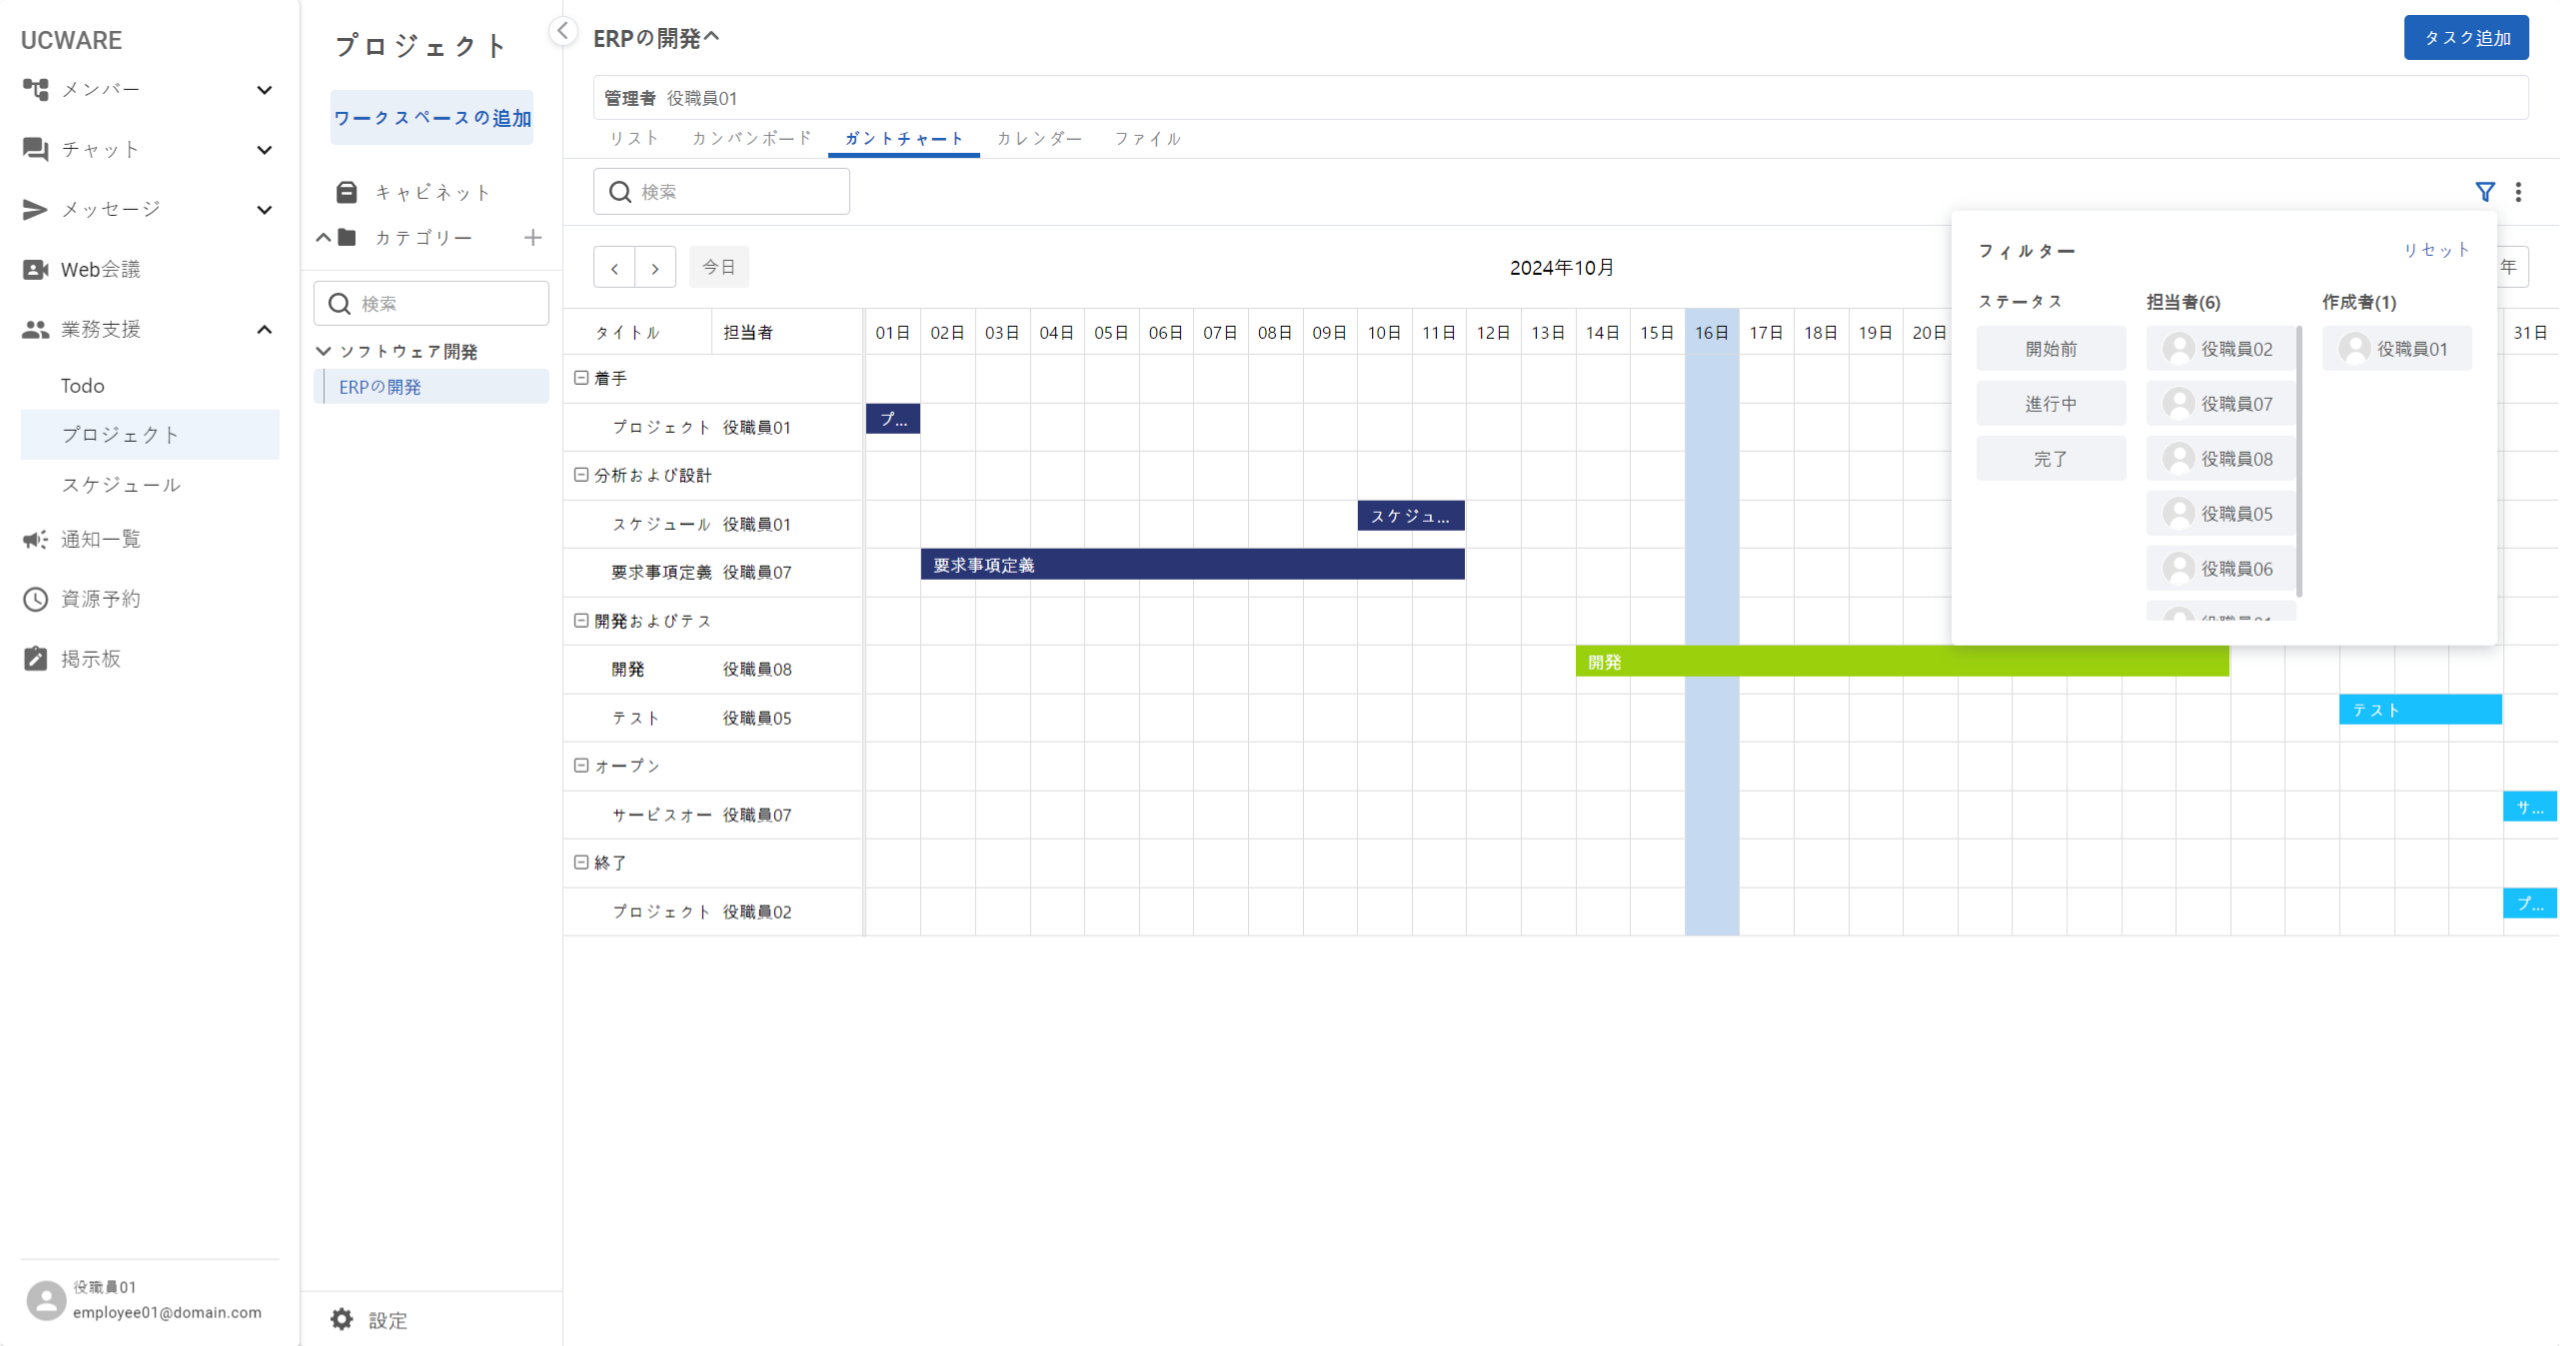 UCWARE
メンバー
チャット
メッセージ
Web会議
業務支援
Todo
プロジェクト
スケジュール
通知一覧
資源予約
掲示板
役職員01
employee01@domain.com
プロジェクト
ワークスペースの追加
キャビネット
カテゴリー
検索
ソフトウェア開発
ERPの開発
設定
ERPの開発
タスク追加
管理者 役職員01
リスト カンバンボード ガントチャート カレンダー ファイル
検索
今日
2024年10月
年
タイトル 担当者 01日 02日 03日 04日 05日 06日 07日 08日 09日 10日 11日 12日 13日 14日 15日 16日 17日 18日 19日 20日 31日
着手
プロジェクト 役職員01 プ...
分析および設計
スケジュール 役職員01 スケジュ...
要求事項定義 役職員07 要求事項定義
開発およびテス
開発 役職員08 開発
テスト 役職員05 テスト
オープン
サービスオー 役職員07 サ...
終了
プロジェクト 役職員02 プ...
フィルター リセット
ステータス 担当者(6) 作成者(1)
開始前 役職員02 役職員01
進行中 役職員07
完了 役職員08
役職員05
役職員06